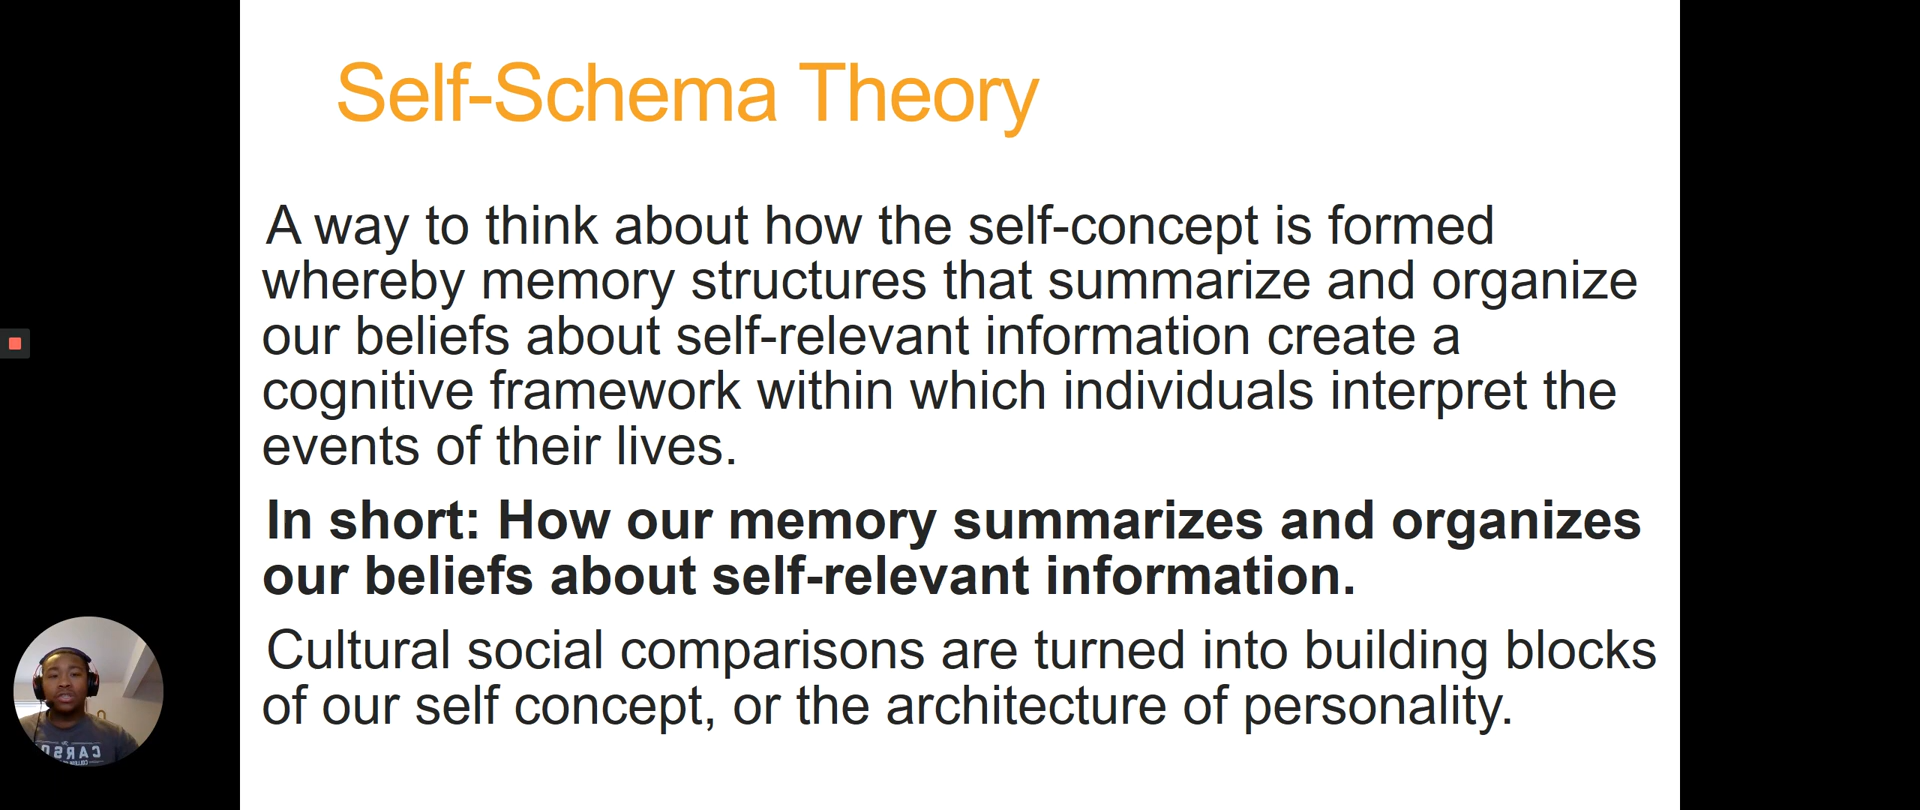 Self-Schema Theory
A way to think about how the self-concept is formed
whereby memory structures that summarize and organize
our beliefs about self-relevant information create a
cognitive framework within which individuals interpret the
events of their lives.
In short: How our memory summarizes and organizes
our beliefs about self-relevant information.
Cultural social comparisons are turned into building blocks
of our self concept, or the architecture of personality.